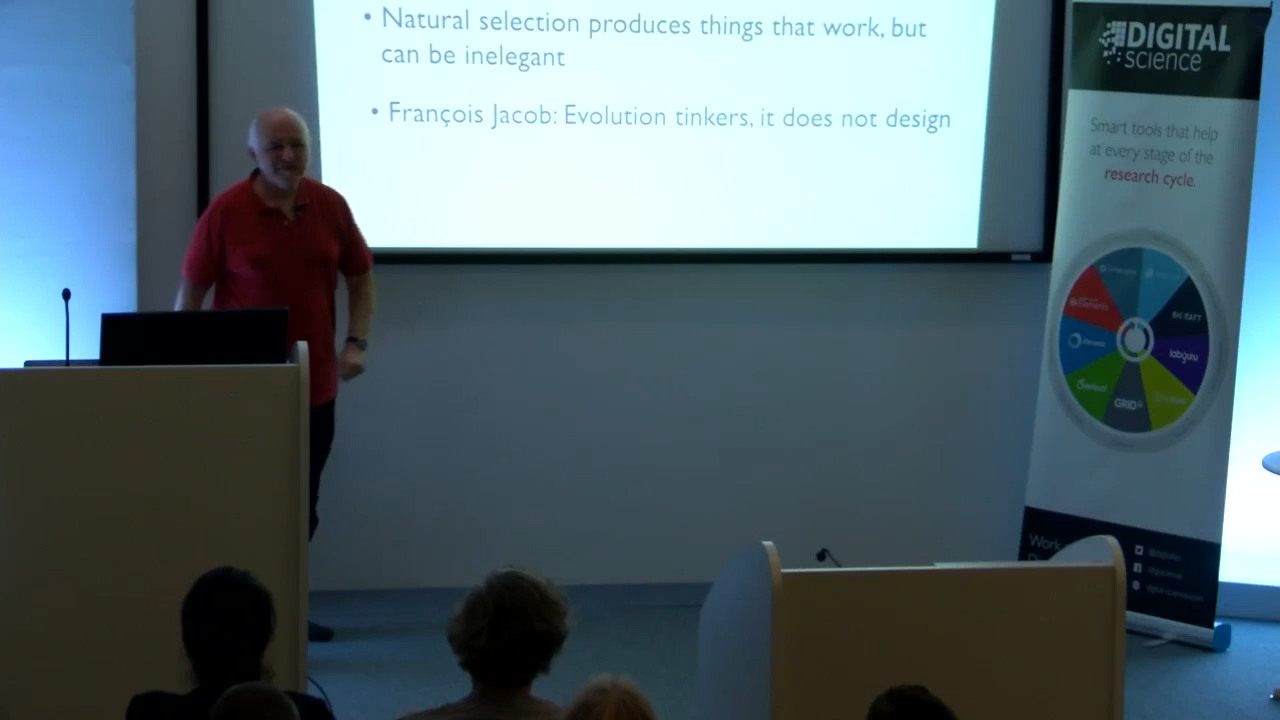 • Natural selection produces things that work, but
can be inelegant
• François Jacob: Evolution tinkers, it does not design
DIGITAL
science
Smart tools that help
at every stage of the
research cycle.
labguru
GRID
Work